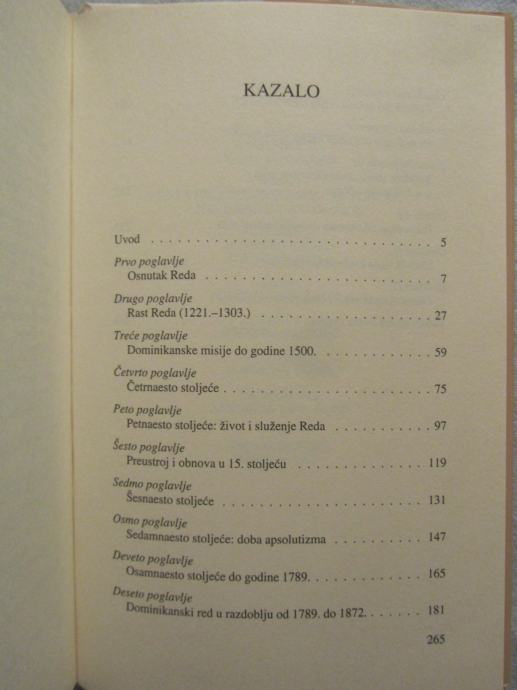 KAZALO
Uvod . . . . . . . . . . . . . . . . . . . . . . . . . . . . . . 5
Prvo poglavlje
Osnutak Reda . . . . . . . . . . . . . . . . . . . . . . . . 7
Drugo poglavlje
Rast Reda (1221.–1303.) . . . . . . . . . . . . . . . . . . 27
Treće poglavlje
Dominikanske misije do godine 1500. . . . . . . . . . . . 59
Četvrto poglavlje
Četrnaesto stoljeće . . . . . . . . . . . . . . . . . . . . . 75
Peto poglavlje
Petnaesto stoljeće: život i služenje Reda . . . . . . . . . . 97
Šesto poglavlje
Preustroj i obnova u 15. stoljeću . . . . . . . . . . . . . 119
Sedmo poglavlje
Šesnaesto stoljeće . . . . . . . . . . . . . . . . . . . . . 131
Osmo poglavlje
Sedamnaesto stoljeće: doba apsolutizma . . . . . . . . . 147
Deveto poglavlje
Osamnaesto stoljeće do godine 1789. . . . . . . . . . . . 165
Deseto poglavlje
Dominikanski red u razdoblju od 1789. do 1872. . . . . . . 181
265